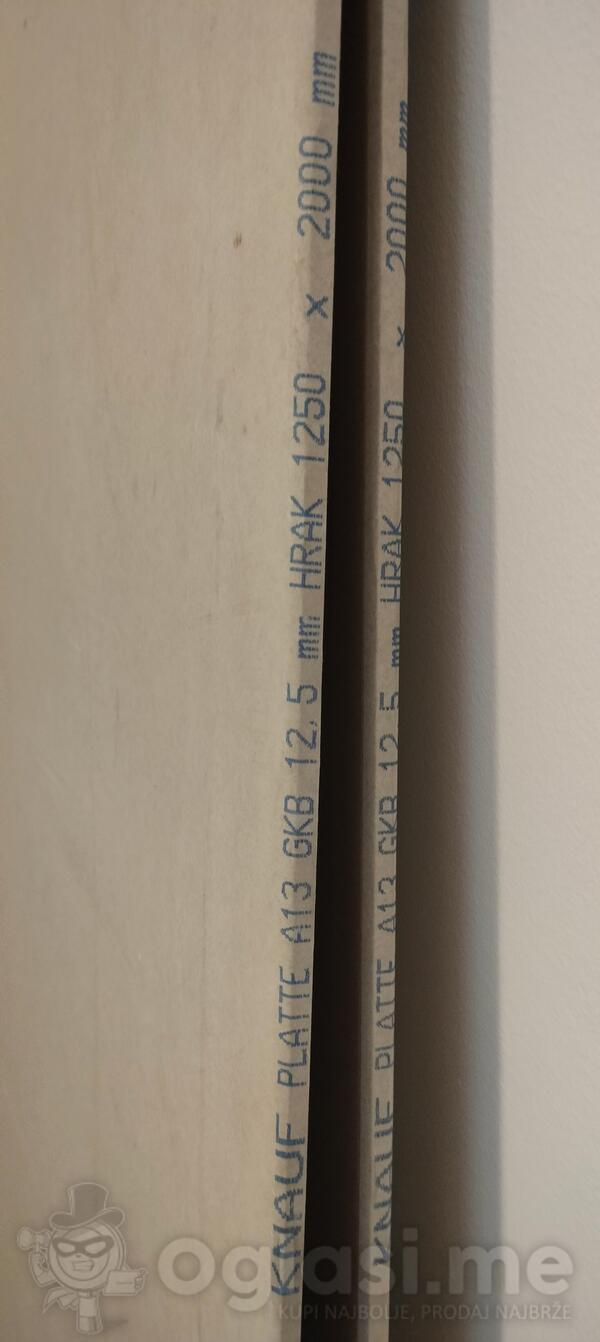 KNAUF PLATTE A13 GKB 12,5 mm HRAK 1250 x 2000 mm
KNAUF PLATTE A13 GKB 12,5 mm HRAK 1250 x 2000 mm
Oglasi.me
KUPI NAJBOLJE, PRODAJ NAJBRŽE